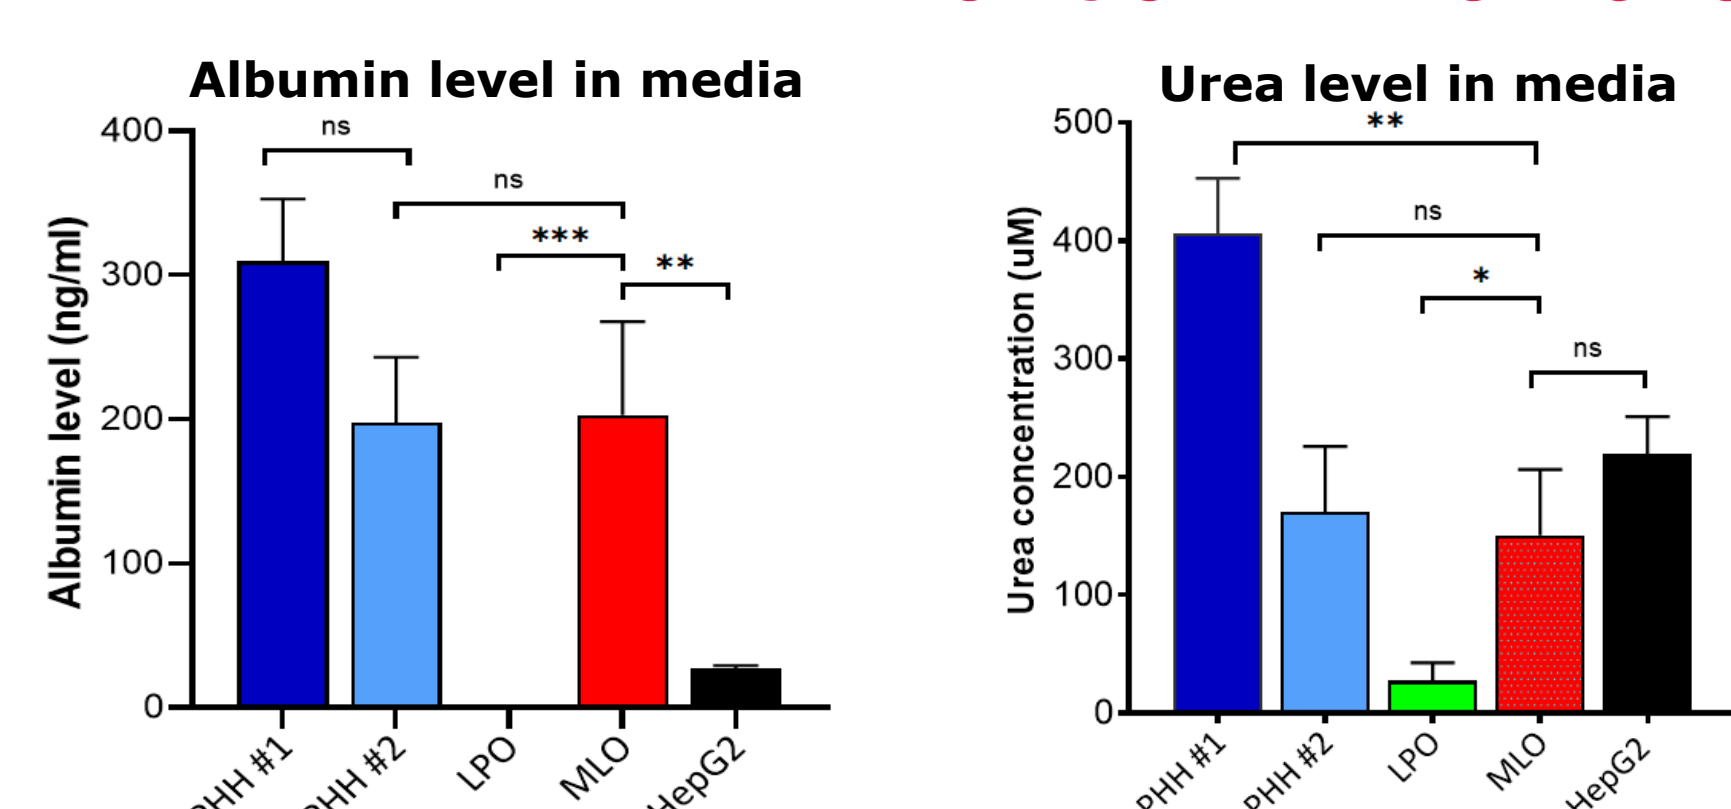 Albumin level in media
Albumin level (ng/ml)
400
300
200
100
0
ns
ns
***
**
PHH #1
PHH #2
LPO
MLO
HepG2
Urea level in media
Urea concentration (uM)
500
400
300
200
100
0
**
ns
*
ns
PHH #1
PHH #2
LPO
MLO
HepG2